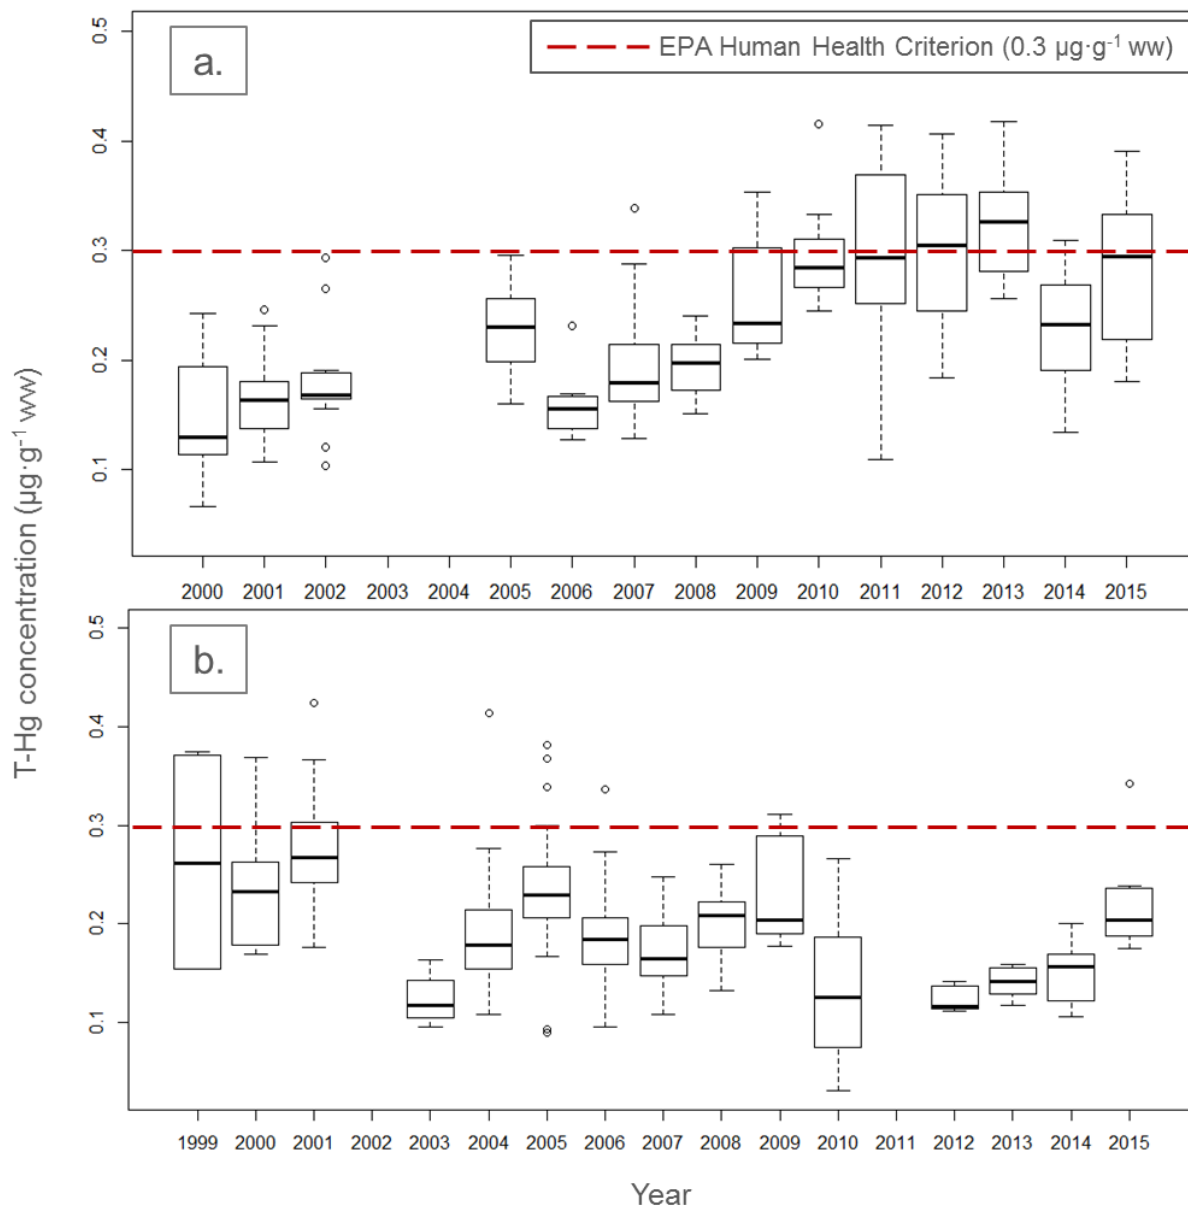 a.
EPA Human Health Criterion (0.3 µg·g⁻¹ ww)
T-Hg concentration (µg·g⁻¹ ww)
0.5
0.4
0.3
0.2
0.1
2000 2001 2002 2003 2004 2005 2006 2007 2008 2009 2010 2011 2012 2013 2014 2015
b.
0.5
0.4
0.3
0.2
0.1
1999 2000 2001 2002 2003 2004 2005 2006 2007 2008 2009 2010 2011 2012 2013 2014 2015
Year